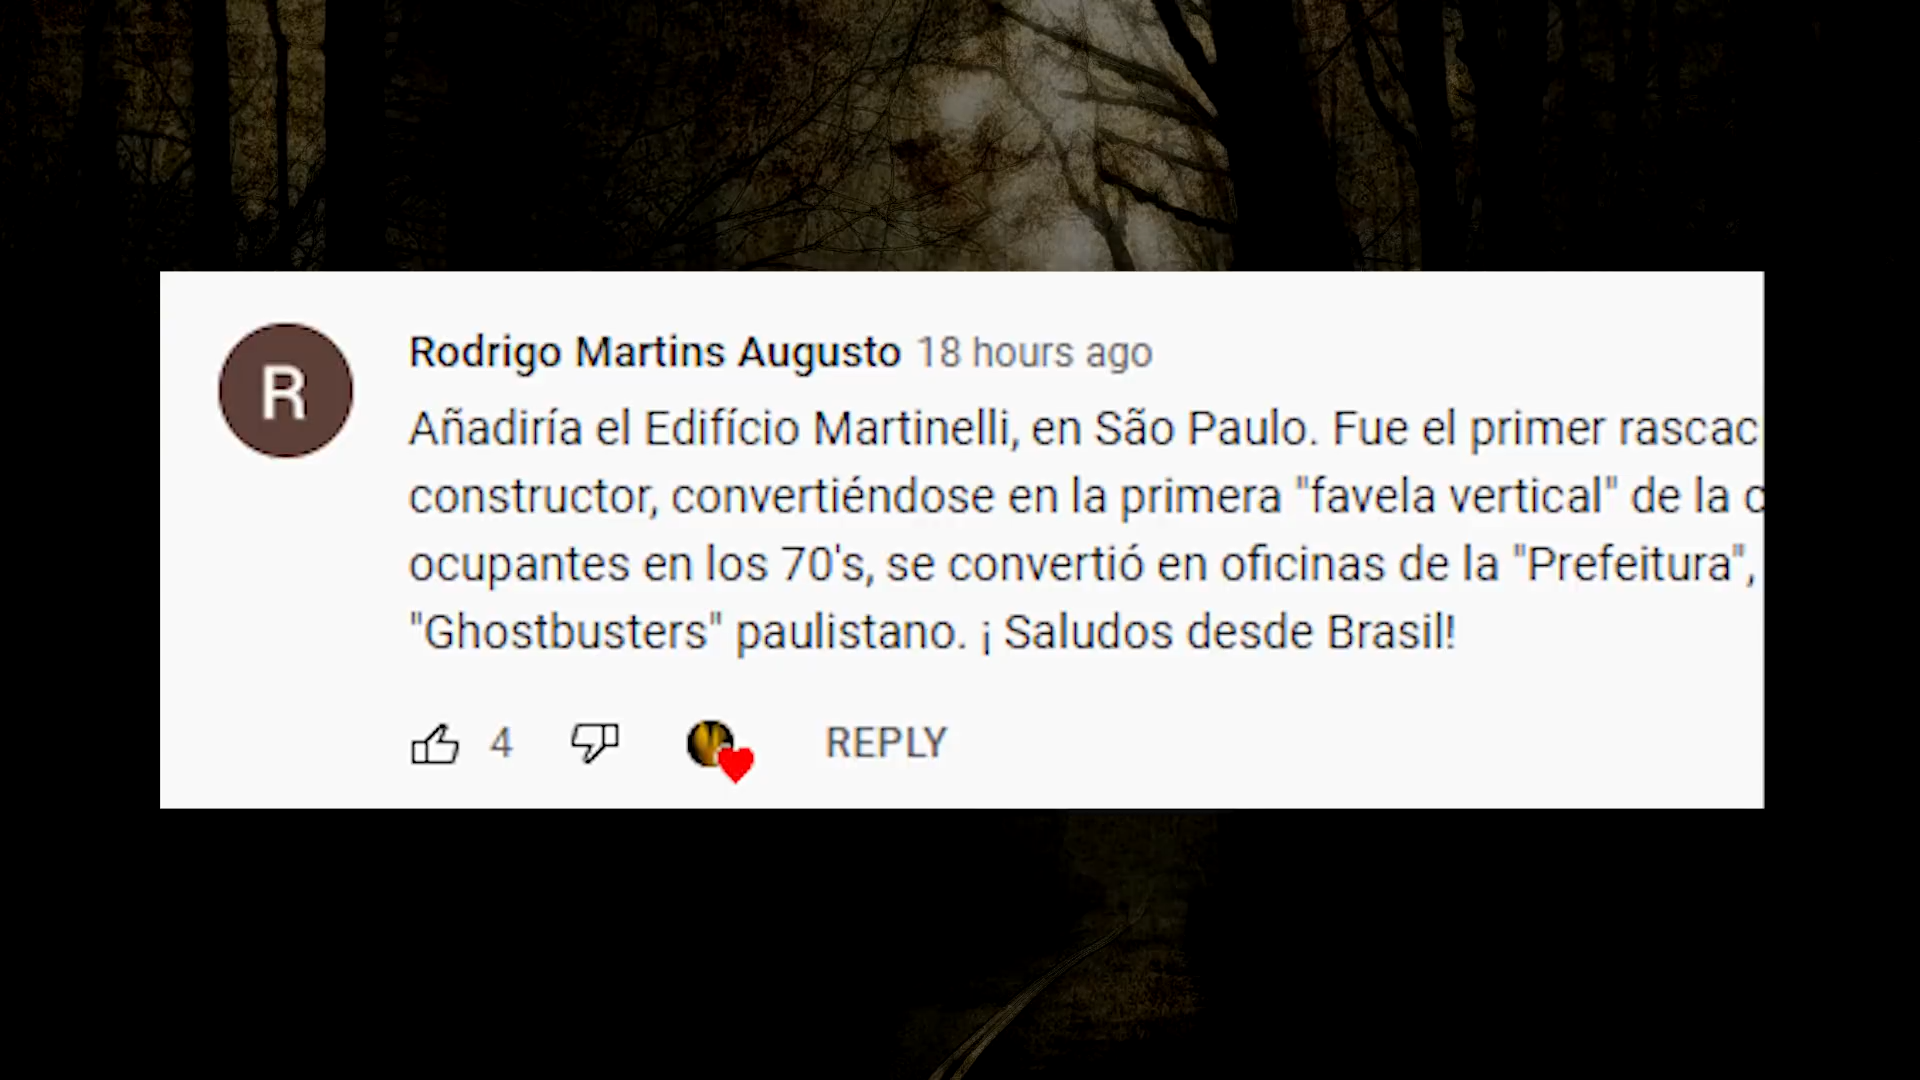 R
Rodrigo Martins Augusto 18 hours ago
Añadiría el Edifício Martinelli, en São Paulo. Fue el primer rascac
constructor, convirtiéndose en la primera "favela vertical" de la c
ocupantes en los 70's, se convirtió en oficinas de la "Prefeitura",
"Ghostbusters" paulistano. ¡ Saludos desde Brasil!
4 REPLY